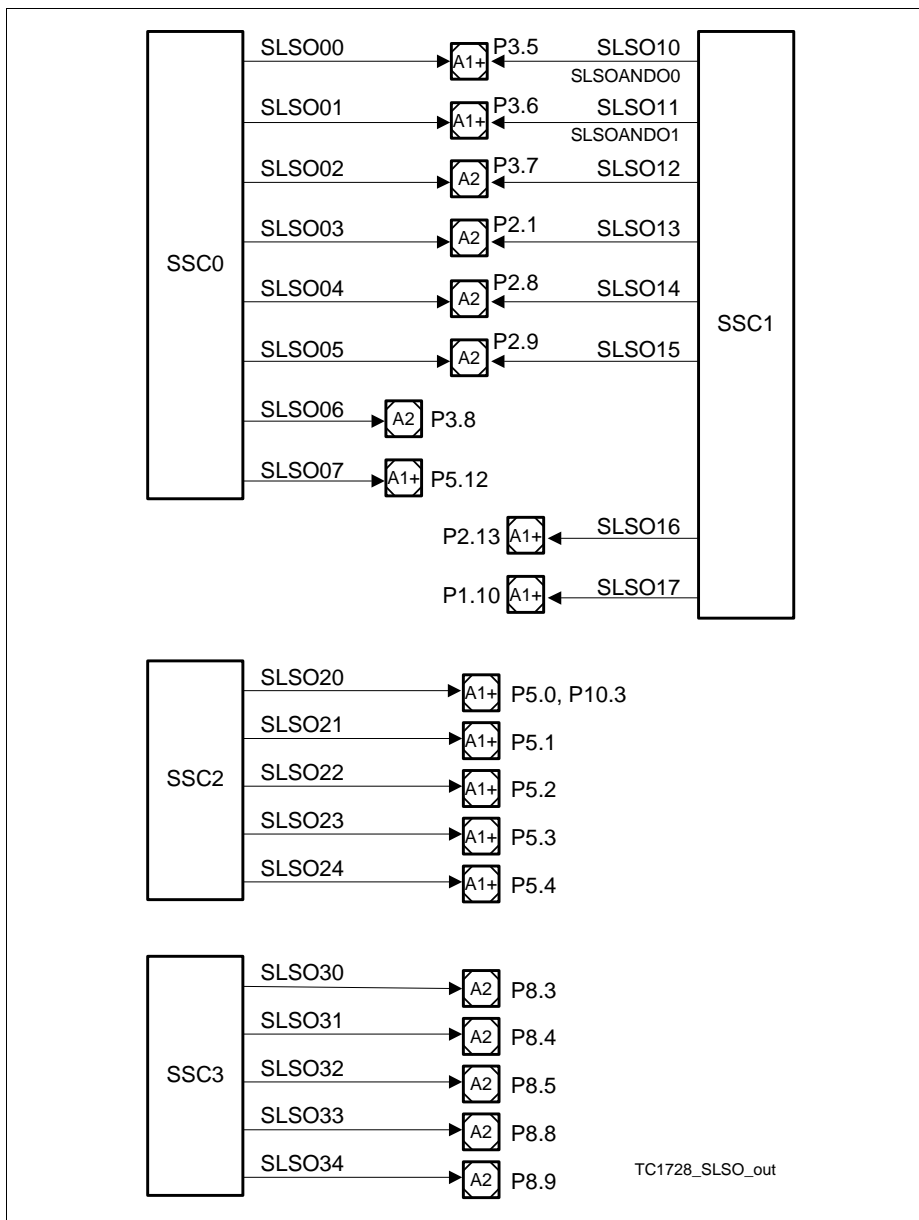 SLSO00 A1+ P3.5 SLSO10
SLSOANDO0
SLSO01 A1+ P3.6 SLSO11
SLSOANDO1
SLSO02 A2 P3.7 SLSO12
SLSO03 A2 P2.1 SLSO13
SSC0
SLSO04 A2 P2.8 SLSO14
SSC1
SLSO05 A2 P2.9 SLSO15
SLSO06 A2 P3.8
SLSO07 A1+ P5.12
P2.13 A1+ SLSO16
P1.10 A1+ SLSO17
SLSO20 A1+ P5.0, P10.3
SLSO21 A1+ P5.1
SSC2
SLSO22 A1+ P5.2
SLSO23 A1+ P5.3
SLSO24 A1+ P5.4
SLSO30 A2 P8.3
SLSO31 A2 P8.4
SSC3
SLSO32 A2 P8.5
SLSO33 A2 P8.8
SLSO34 A2 P8.9
TC1728_SLSO_out